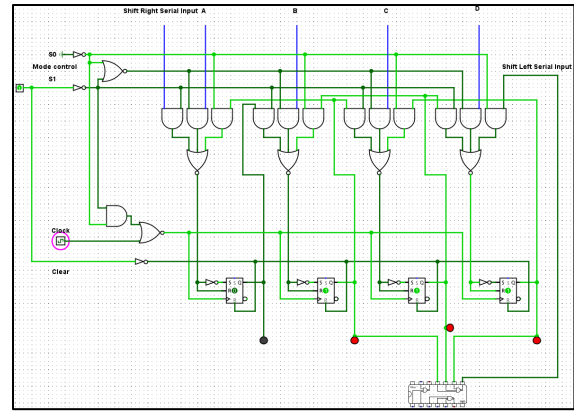 Shift Right Serial Input A B C D
S0
Mode control
Shift Left Serial Input
S1
Clock
Clear
S Q S Q S Q S Q
R R R R